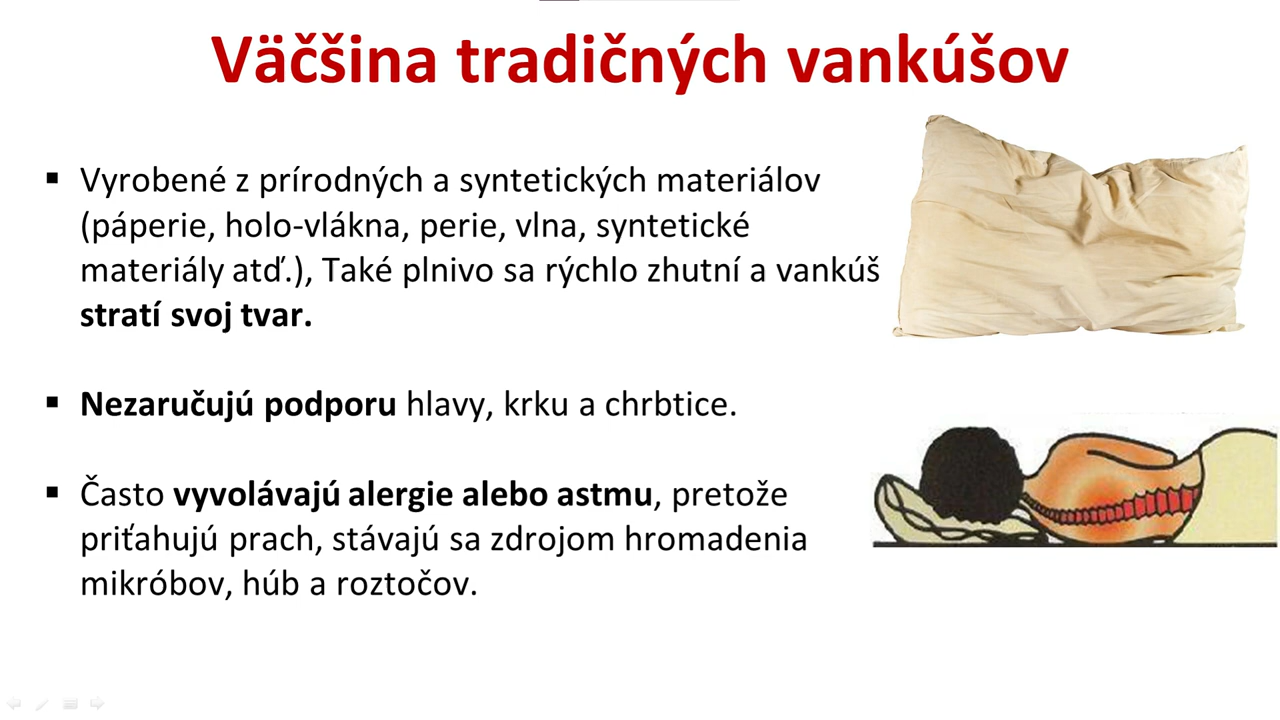 Väčšina tradičných vankúšov
▪ Vyrobené z prírodných a syntetických materiálov
(páperie, holo-vlákna, perie, vlna, syntetické
materiály atď.), Také plnivo sa rýchlo zhutní a vankúš
stratí svoj tvar.
▪ Nezaručujú podporu hlavy, krku a chrbtice.
▪ Často vyvolávajú alergie alebo astmu, pretože
priťahujú prach, stávajú sa zdrojom hromadenia
mikróbov, húb a roztočov.